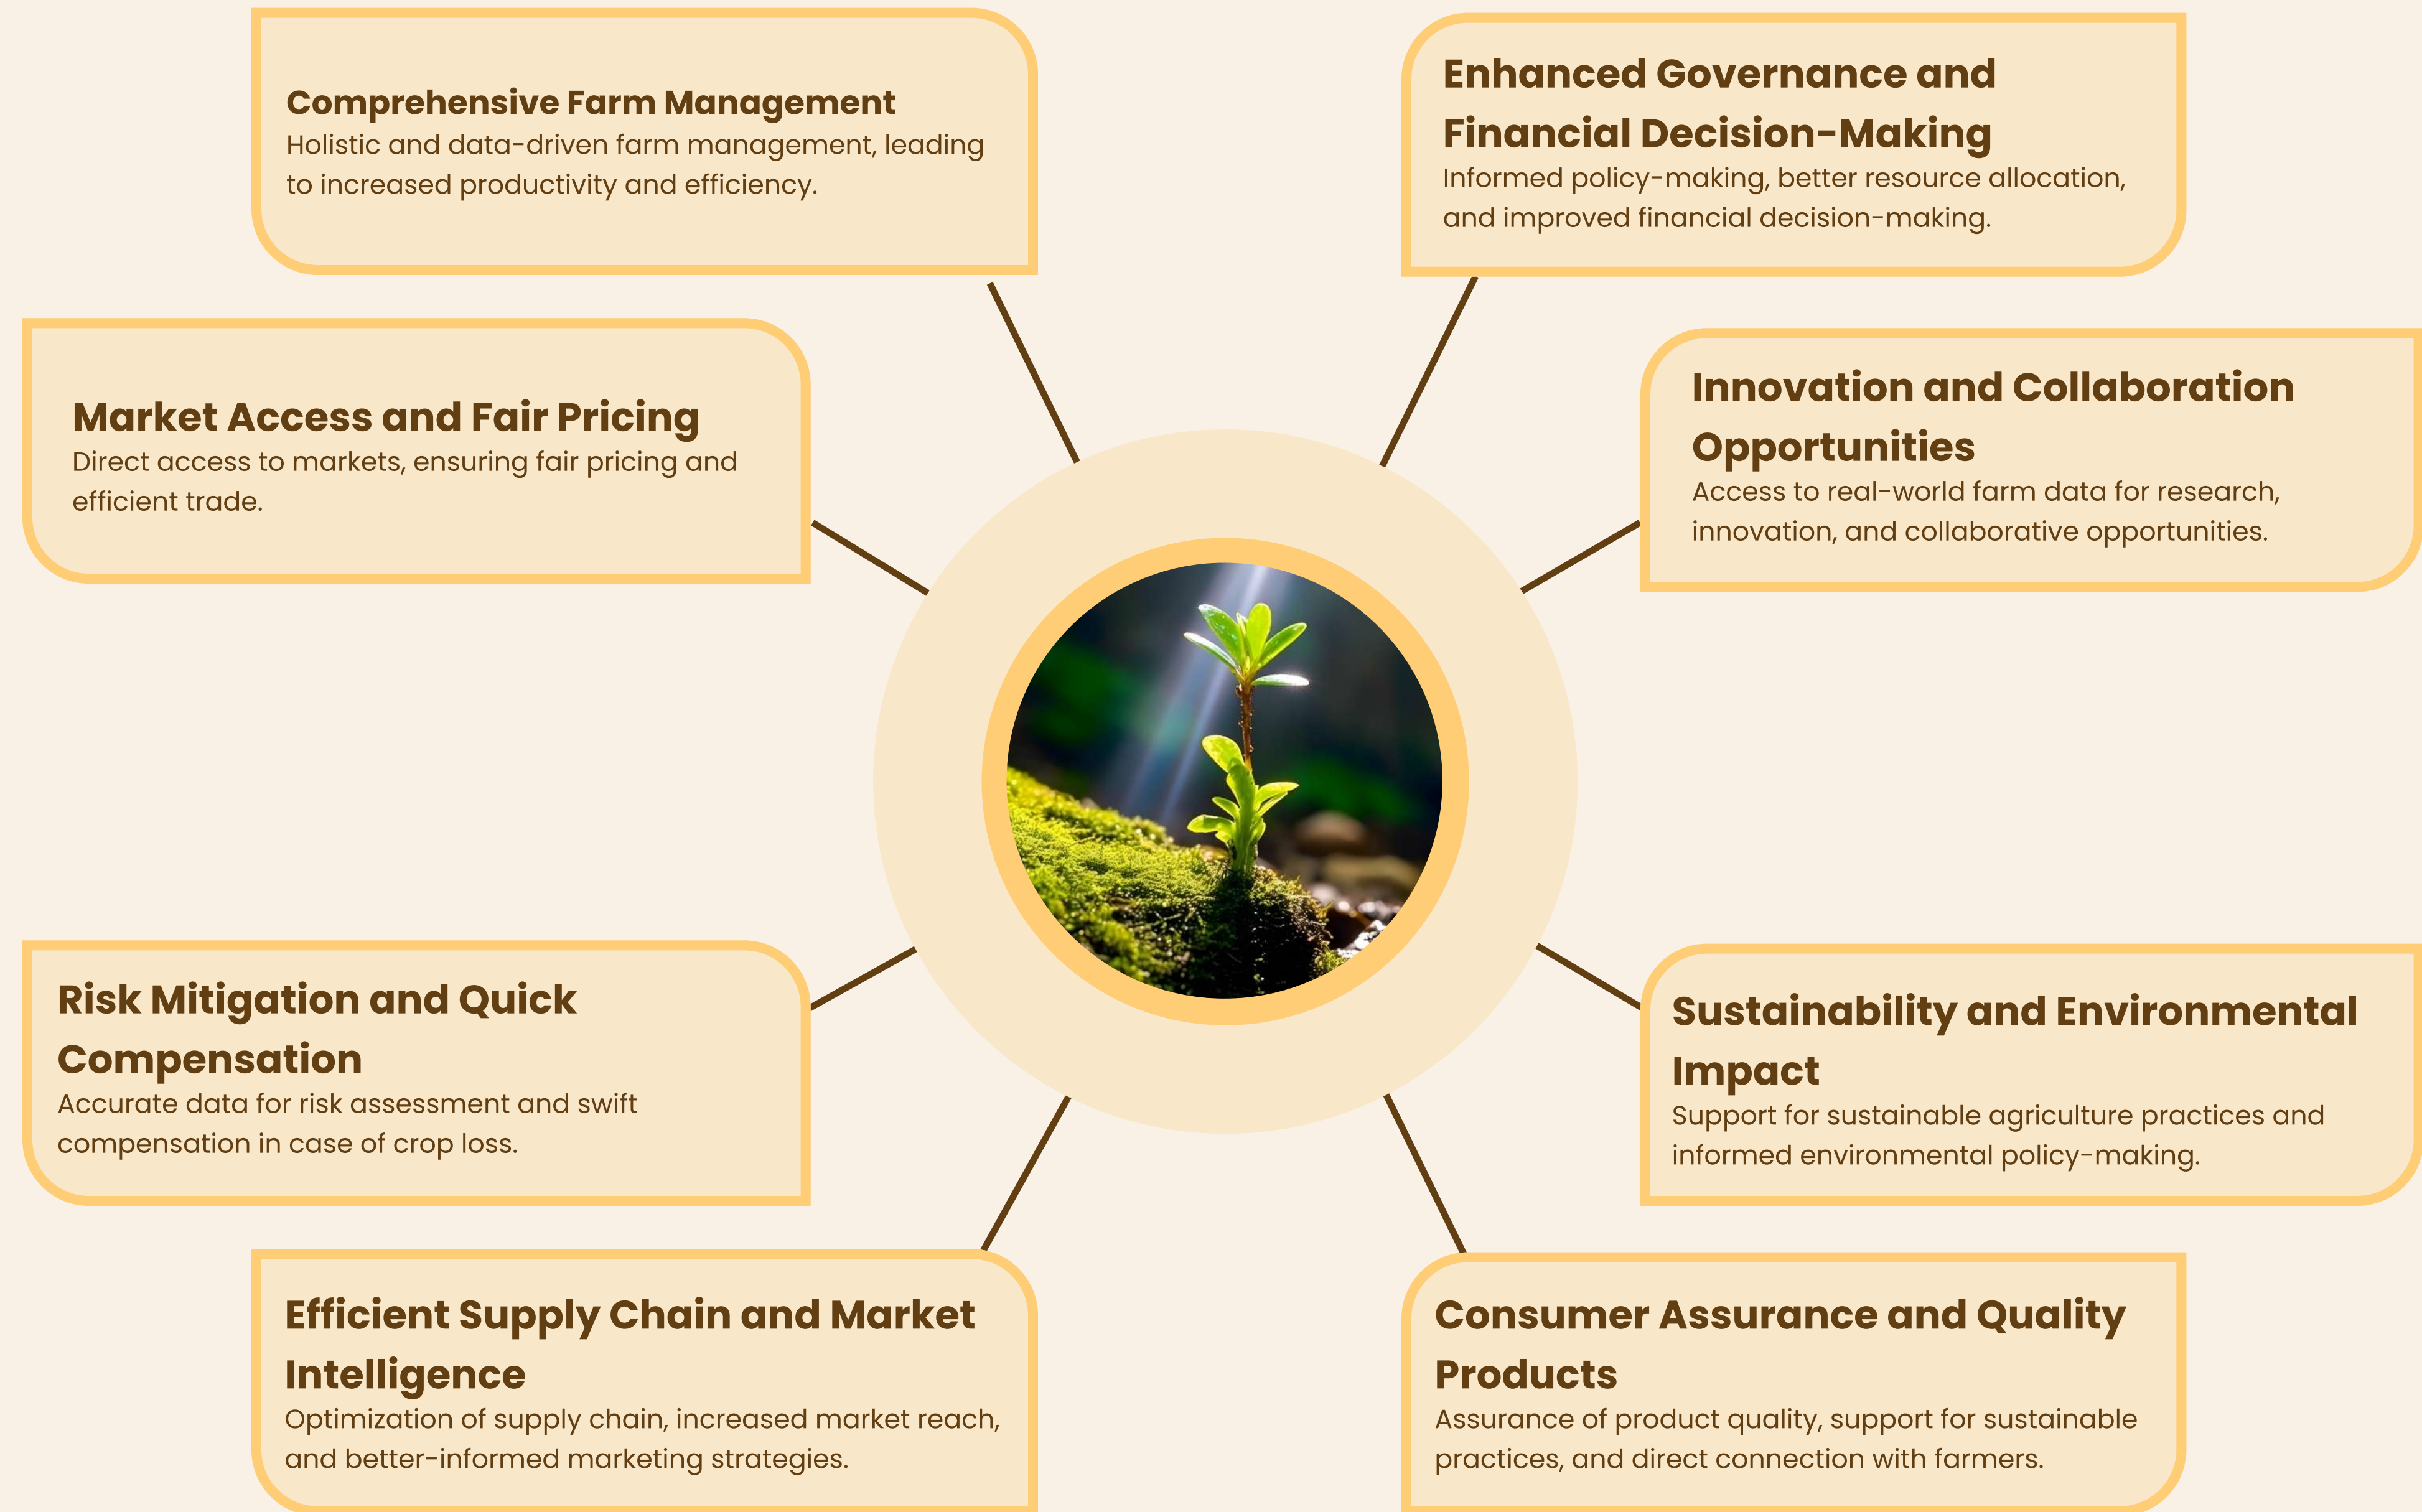 Comprehensive Farm Management
Holistic and data-driven farm management, leading
to increased productivity and efficiency.
Enhanced Governance and
Financial Decision-Making
Informed policy-making, better resource allocation,
and improved financial decision-making.
Market Access and Fair Pricing
Direct access to markets, ensuring fair pricing and
efficient trade.
Innovation and Collaboration
Opportunities
Access to real-world farm data for research,
innovation, and collaborative opportunities.
Risk Mitigation and Quick
Compensation
Accurate data for risk assessment and swift
compensation in case of crop loss.
Sustainability and Environmental
Impact
Support for sustainable agriculture practices and
informed environmental policy-making.
Efficient Supply Chain and Market
Intelligence
Optimization of supply chain, increased market reach,
and better-informed marketing strategies.
Consumer Assurance and Quality
Products
Assurance of product quality, support for sustainable
practices, and direct connection with farmers.